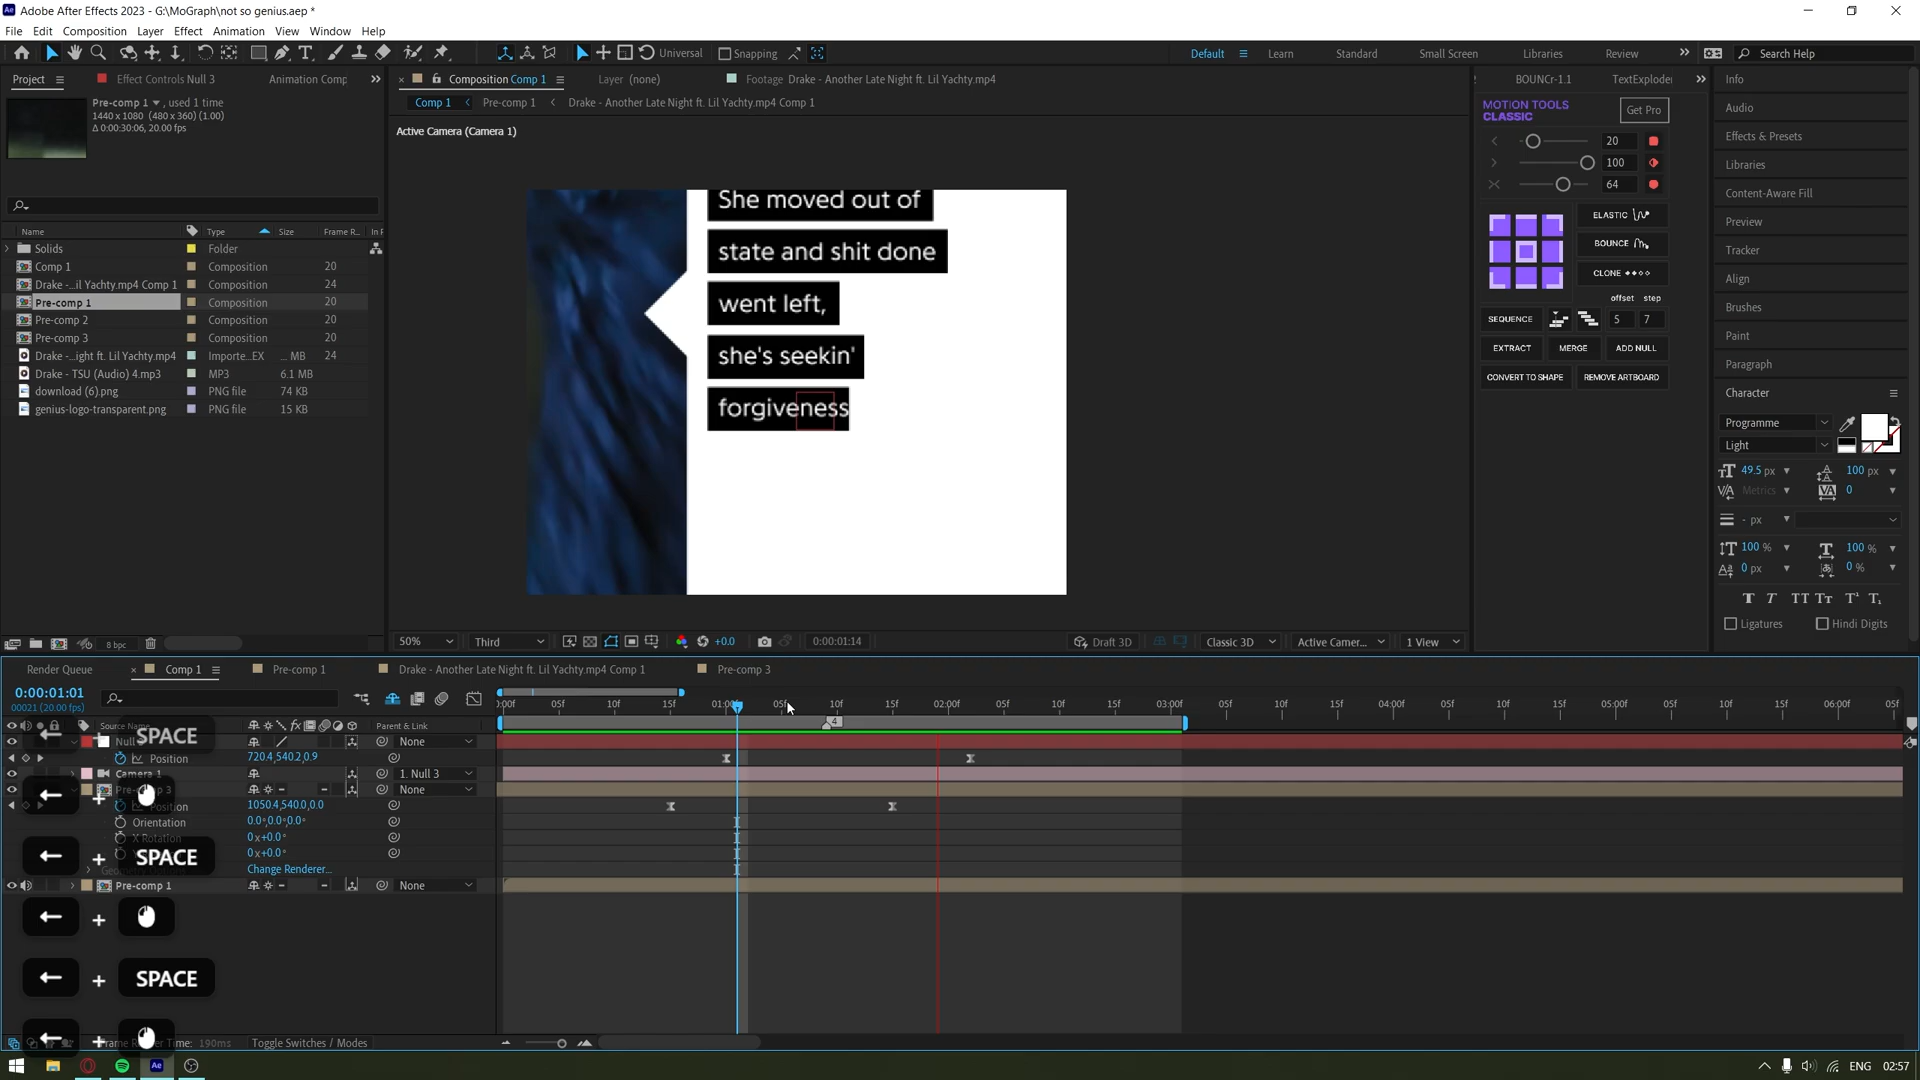 Adobe After Effects 2023 - G:\MoGraph\not so genius.aep *
File Edit Composition Layer Effect Animation View Window Help
Universal Snapping Default Learn Standard Small Screen Libraries Review Search Help
Project Effect Controls Null 3 Animation Comp
Composition Comp 1 Layer (none) Footage Drake - Another Late Night ft. Lil Yachty.mp4
BOUNCr-1.1 TextExploder
Comp 1 Pre-comp 1 Drake - Another Late Night ft. Lil Yachty.mp4 Comp 1
Active Camera (Camera 1)
Pre-comp 1 , used 1 time
1440 x 1080 (480 x 360) (1.00)
Δ 0:00:30:06, 20.00 fps
Name Type Size Frame R... In P
Solids Folder
Comp 1 Composition 20
Drake -...il Yachty.mp4 Comp 1 Composition 24
Pre-comp 1 Composition 20
Pre-comp 2 Composition 20
Pre-comp 3 Composition 20
Drake -...ight ft. Lil Yachty.mp4 Importe...EX ... MB 24
Drake - TSU (Audio) 4.mp3 MP3 6.1 MB
download (6).png PNG file 74 KB
genius-logo-transparent.png PNG file 15 KB
8 bpc
She moved out of
state and shit done
went left,
she's seekin'
forgiveness
50% Third +0.0 0:00:01:14 Draft 3D Classic 3D Active Camer... 1 View
MOTION TOOLS
CLASSIC
Get Pro
20
100
64
ELASTIC
BOUNCE
CLONE
offset step
SEQUENCE 5 7
EXTRACT MERGE ADD NULL
CONVERT TO SHAPE REMOVE ARTBOARD
Info
Audio
Effects & Presets
Libraries
Content-Aware Fill
Preview
Tracker
Align
Brushes
Paint
Paragraph
Character
Programme
Light
49.5 px 100 px
Metrics 0
- px
100 % 100 %
0 px 0 %
T T TT Tт T¹ T₁
Ligatures Hindi Digits
Render Queue Comp 1 Pre-comp 1 Drake - Another Late Night ft. Lil Yachty.mp4 Comp 1 Pre-comp 3
0:00:01:01
00021 (20.00 fps)
:00f 05f 10f 15f 01:00f 05f 10f 15f 02:00f 05f 10f 15f 03:00f 05f 10f 15f 04:00f 05f 10f 15f 05:00f 05f 10f 15f 06:00f 05f
4
Source Name fx Parent & Link
Null None
SPACE
Position 720.4,540.2,0.9
Camera 1 1. Null 3
Pre-comp 3 None
+
Position 1050.4,540.0,0.0
Orientation 0.0°,0.0°,0.0°
X Rotation 0x+0.0°
0x+0.0°
+ SPACE
Change Renderer...
Pre-comp 1 None
+
+ SPACE
+
Frame Render Time: 190ms Toggle Switches / Modes
ENG 02:57